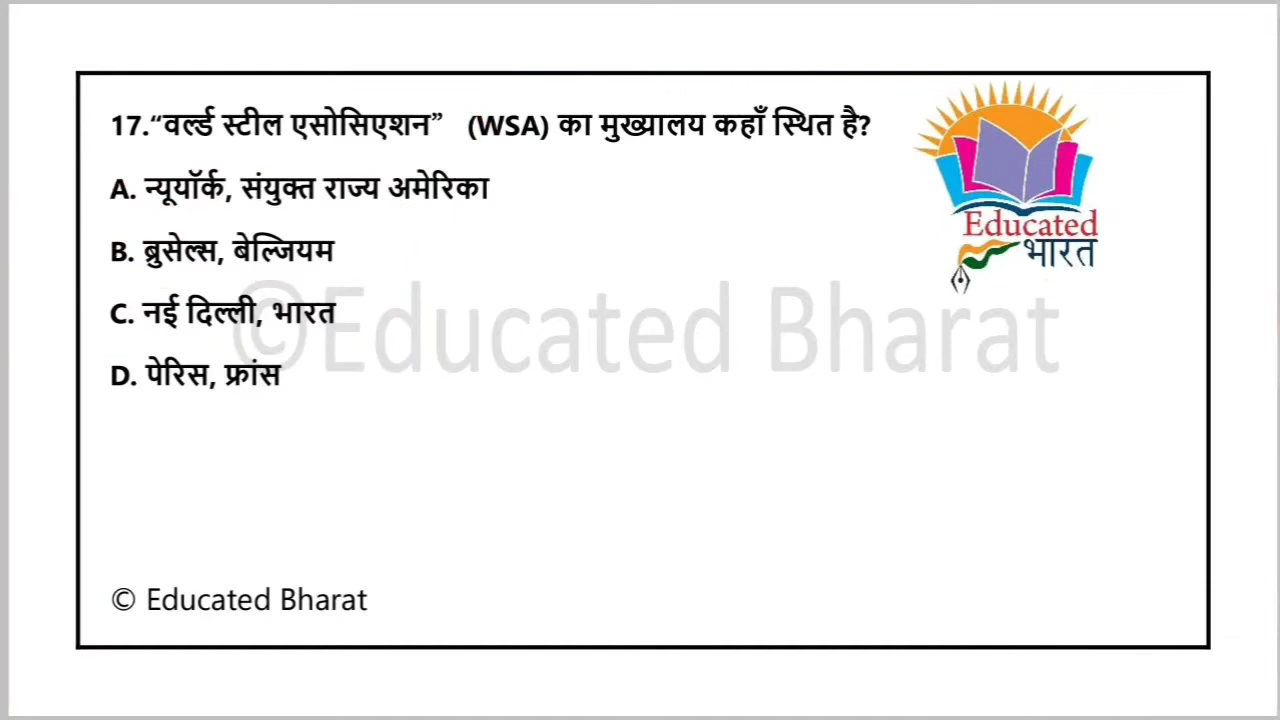 17.“वर्ल्ड स्टील एसोसिएशन” (WSA) का मुख्यालय कहाँ स्थित है?
A. न्यूयॉर्क, संयुक्त राज्य अमेरिका
B. ब्रुसेल्स, बेल्जियम
C. नई दिल्ली, भारत
D. पेरिस, फ्रांस
©Educated Bharat
Educated
भारत
© Educated Bharat